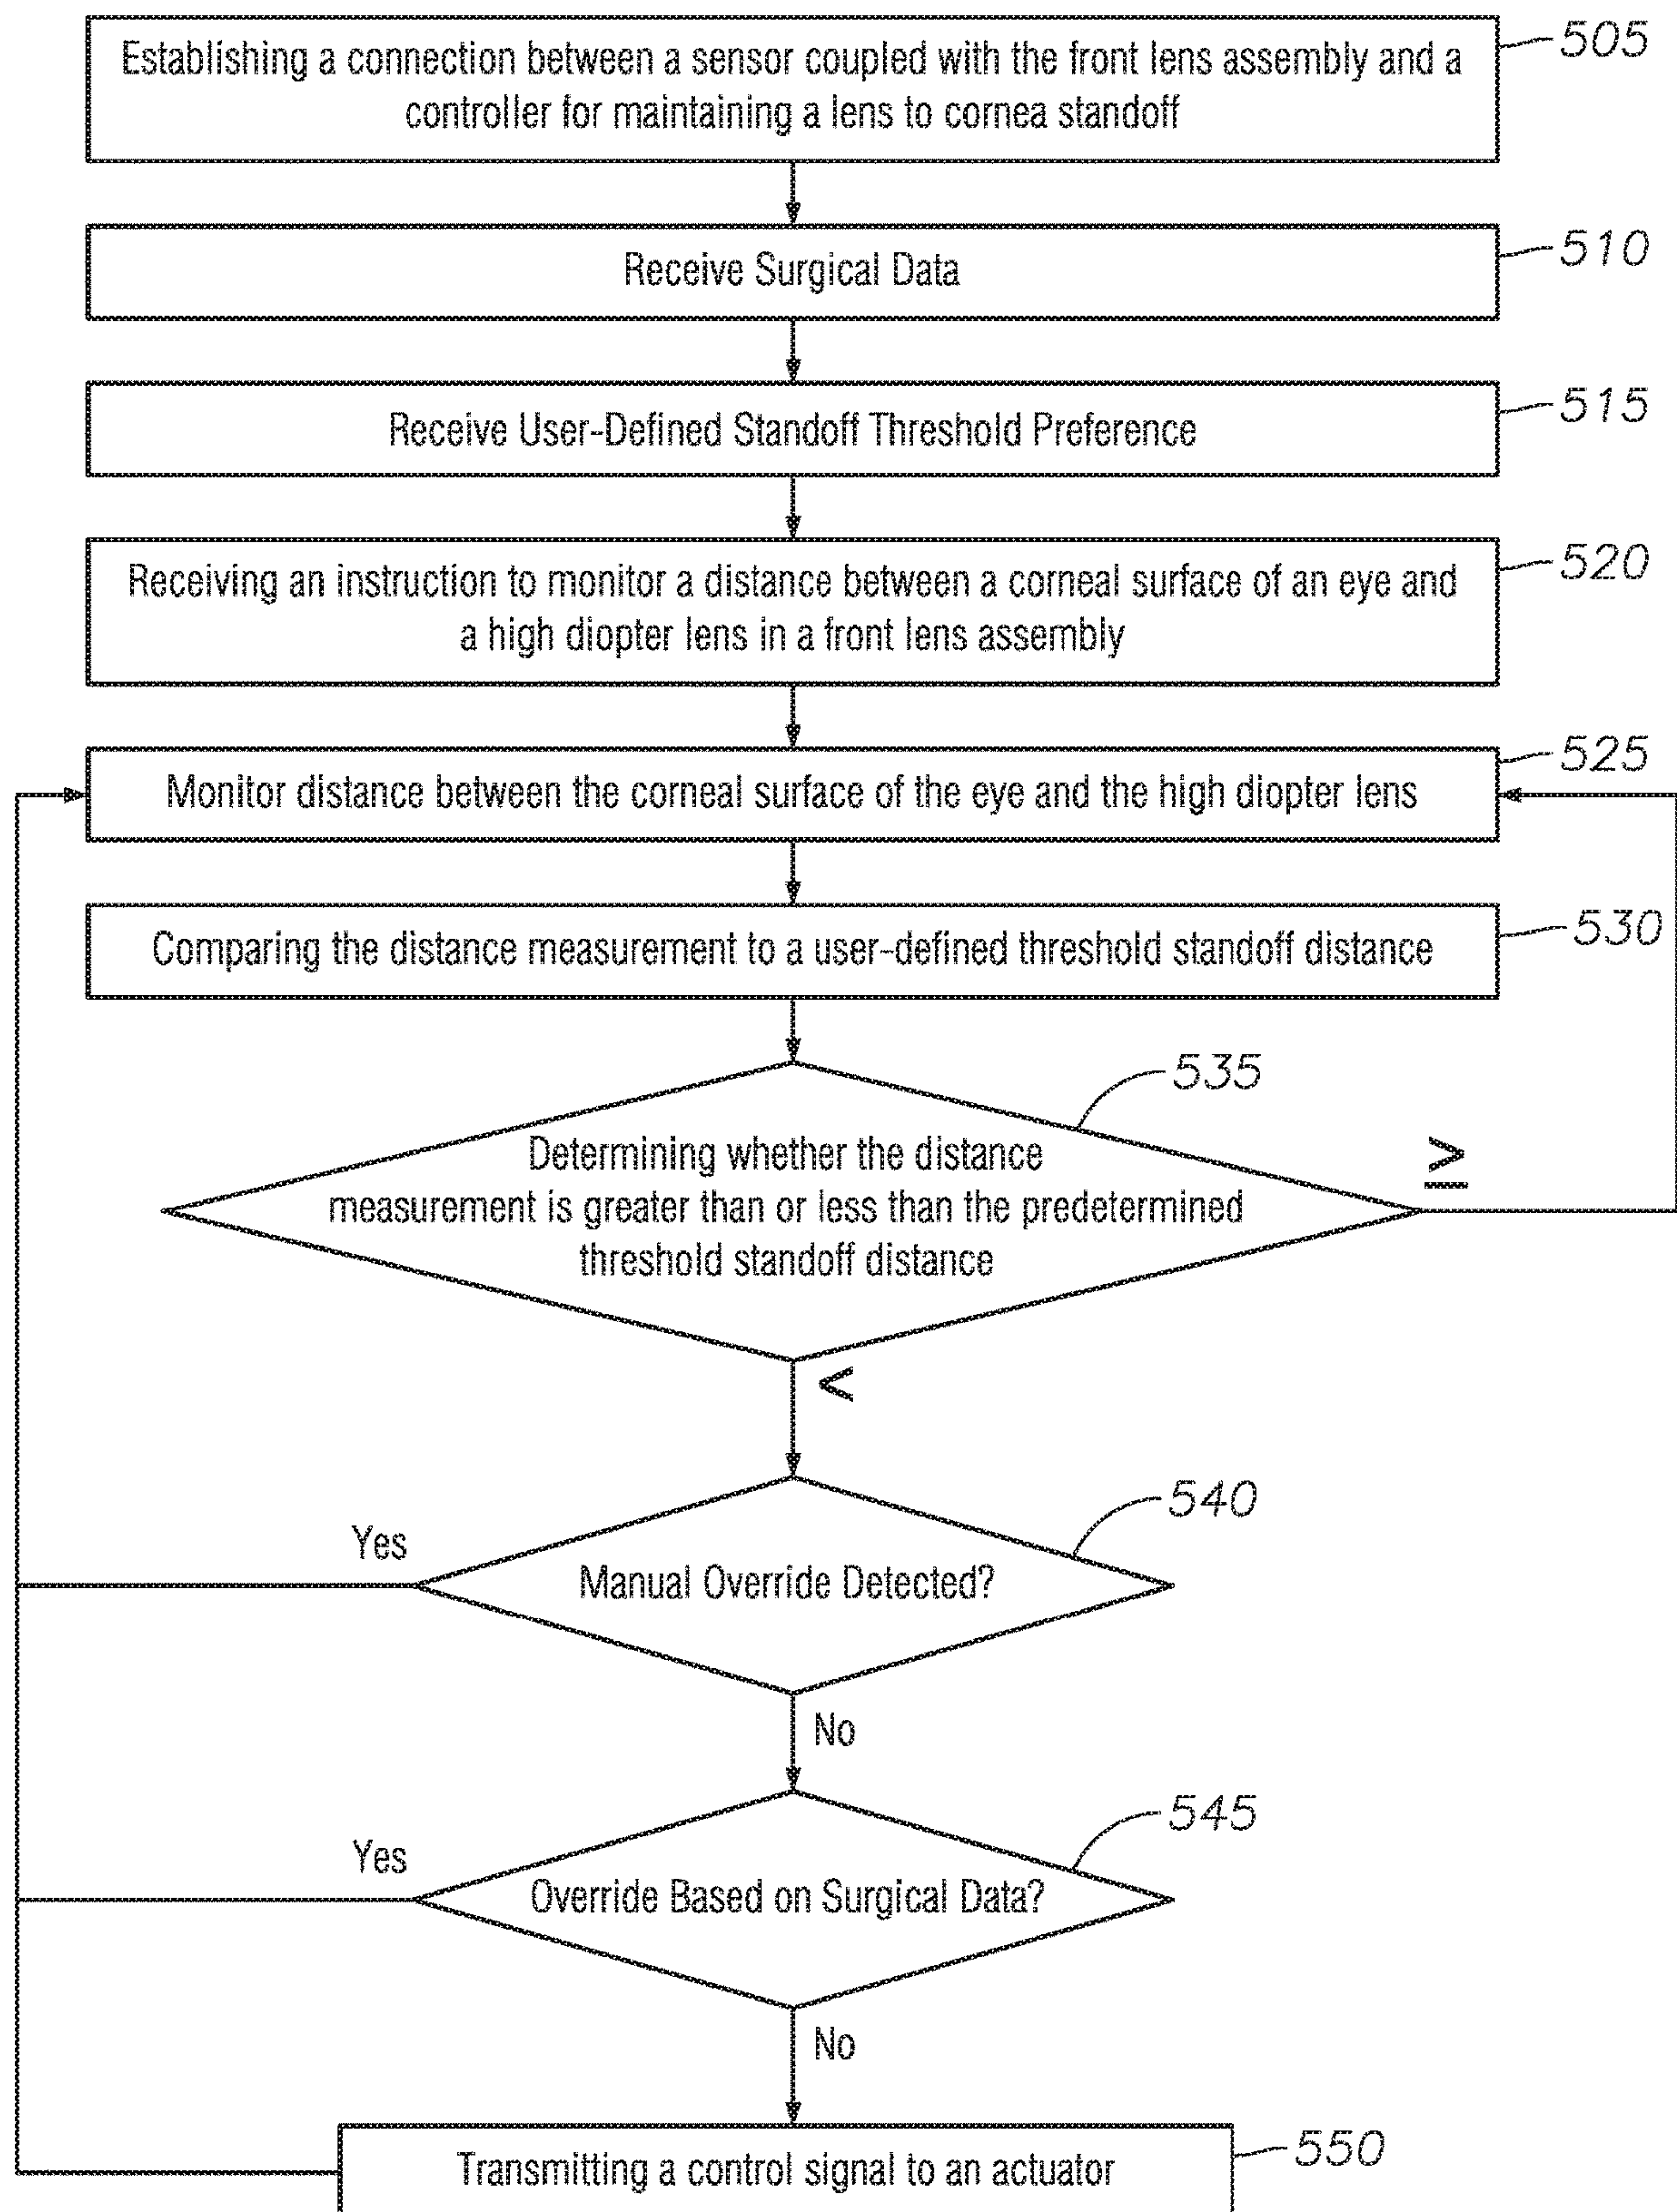 Establishing a connection between a sensor coupled with the front lens assembly and a
controller for maintaining a lens to cornea standoff
505
Receive Surgical Data
510
Receive User-Defined Standoff Threshold Preference
515
Receiving an instruction to monitor a distance between a corneal surface of an eye and
a high diopter lens in a front lens assembly
520
Monitor distance between the corneal surface of the eye and the high diopter lens
525
Comparing the distance measurement to a user-defined threshold standoff distance
530
535
Determining whether the distance
measurement is greater than or less than the predetermined
threshold standoff distance
≥
<
540
Yes
Manual Override Detected?
No
545
Yes
Override Based on Surgical Data?
No
Transmitting a control signal to an actuator
550